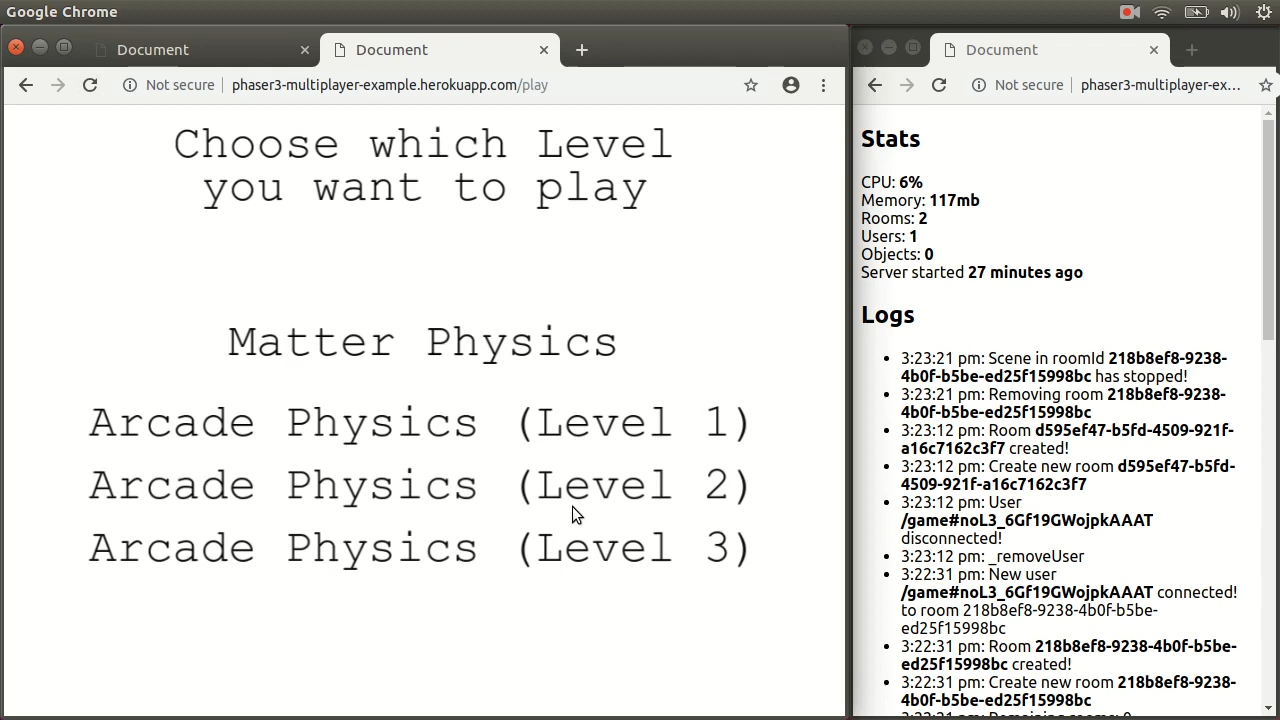 Google Chrome
Document
Document
Document
Not secure
phaser3-multiplayer-example.herokuapp.com/play
Not secure
phaser3-multiplayer-ex...
Choose which Level
you want to play
Matter Physics
Arcade Physics (Level 1)
Arcade Physics (Level 2)
Arcade Physics (Level 3)
Stats
CPU: 6%
Memory: 117mb
Rooms: 2
Users: 1
Objects: 0
Server started 27 minutes ago
Logs
3:23:21 pm: Scene in roomId 218b8ef8-9238-
4b0f-b5be-ed25f15998bc has stopped!
3:23:21 pm: Removing room 218b8ef8-9238-
4b0f-b5be-ed25f15998bc
3:23:12 pm: Room d595ef47-b5fd-4509-921f-
a16c7162c3f7 created!
3:23:12 pm: Create new room d595ef47-b5fd-
4509-921f-a16c7162c3f7
3:23:12 pm: User
/game#noL3_6Gf19GWojpkAAAT
disconnected!
3:23:12 pm: _removeUser
3:22:31 pm: New user
/game#noL3_6Gf19GWojpkAAAT connected!
to room 218b8ef8-9238-4b0f-b5be-
ed25f15998bc
3:22:31 pm: Room 218b8ef8-9238-4b0f-b5be-
ed25f15998bc created!
3:22:31 pm: Create new room 218b8ef8-9238-
4b0f-b5be-ed25f15998bc